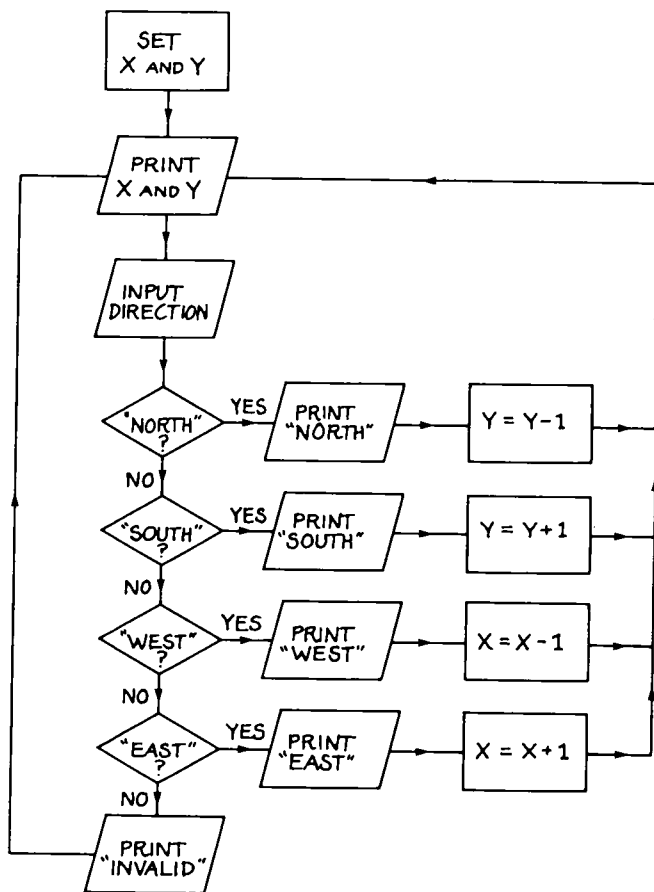 SET
X AND Y
PRINT
X AND Y
INPUT
DIRECTION
"NORTH"
?
YES
PRINT
"NORTH"
Y = Y-1
NO
"SOUTH"
?
YES
PRINT
"SOUTH"
Y = Y+1
NO
"WEST"
?
YES
PRINT
"WEST"
X = X-1
NO
"EAST"
?
YES
PRINT
"EAST"
X = X+1
NO
PRINT
"INVALID"